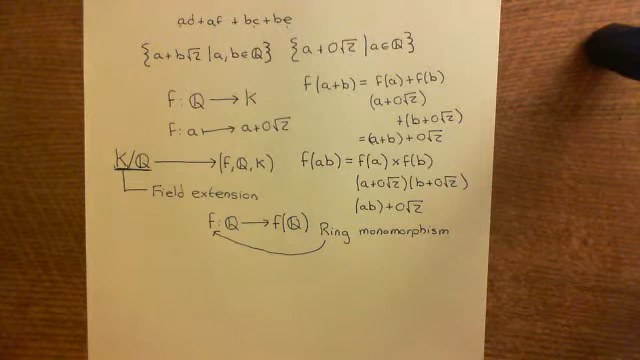 ad+af + bc+be
{a+b√2 | a,b∈ℚ} {a+0√2 | a∈ℚ}
f: ℚ → K
f: a ↦ a+0√2
K/ℚ → (f, ℚ, K)
Field extension
f: ℚ → f(ℚ)
Ring monomorphism
f(a+b) = f(a)+f(b)
(a+0√2)
+(b+0√2)
=(a+b)+0√2
f(ab) = f(a)×f(b)
(a+0√2)(b+0√2)
(ab)+0√2